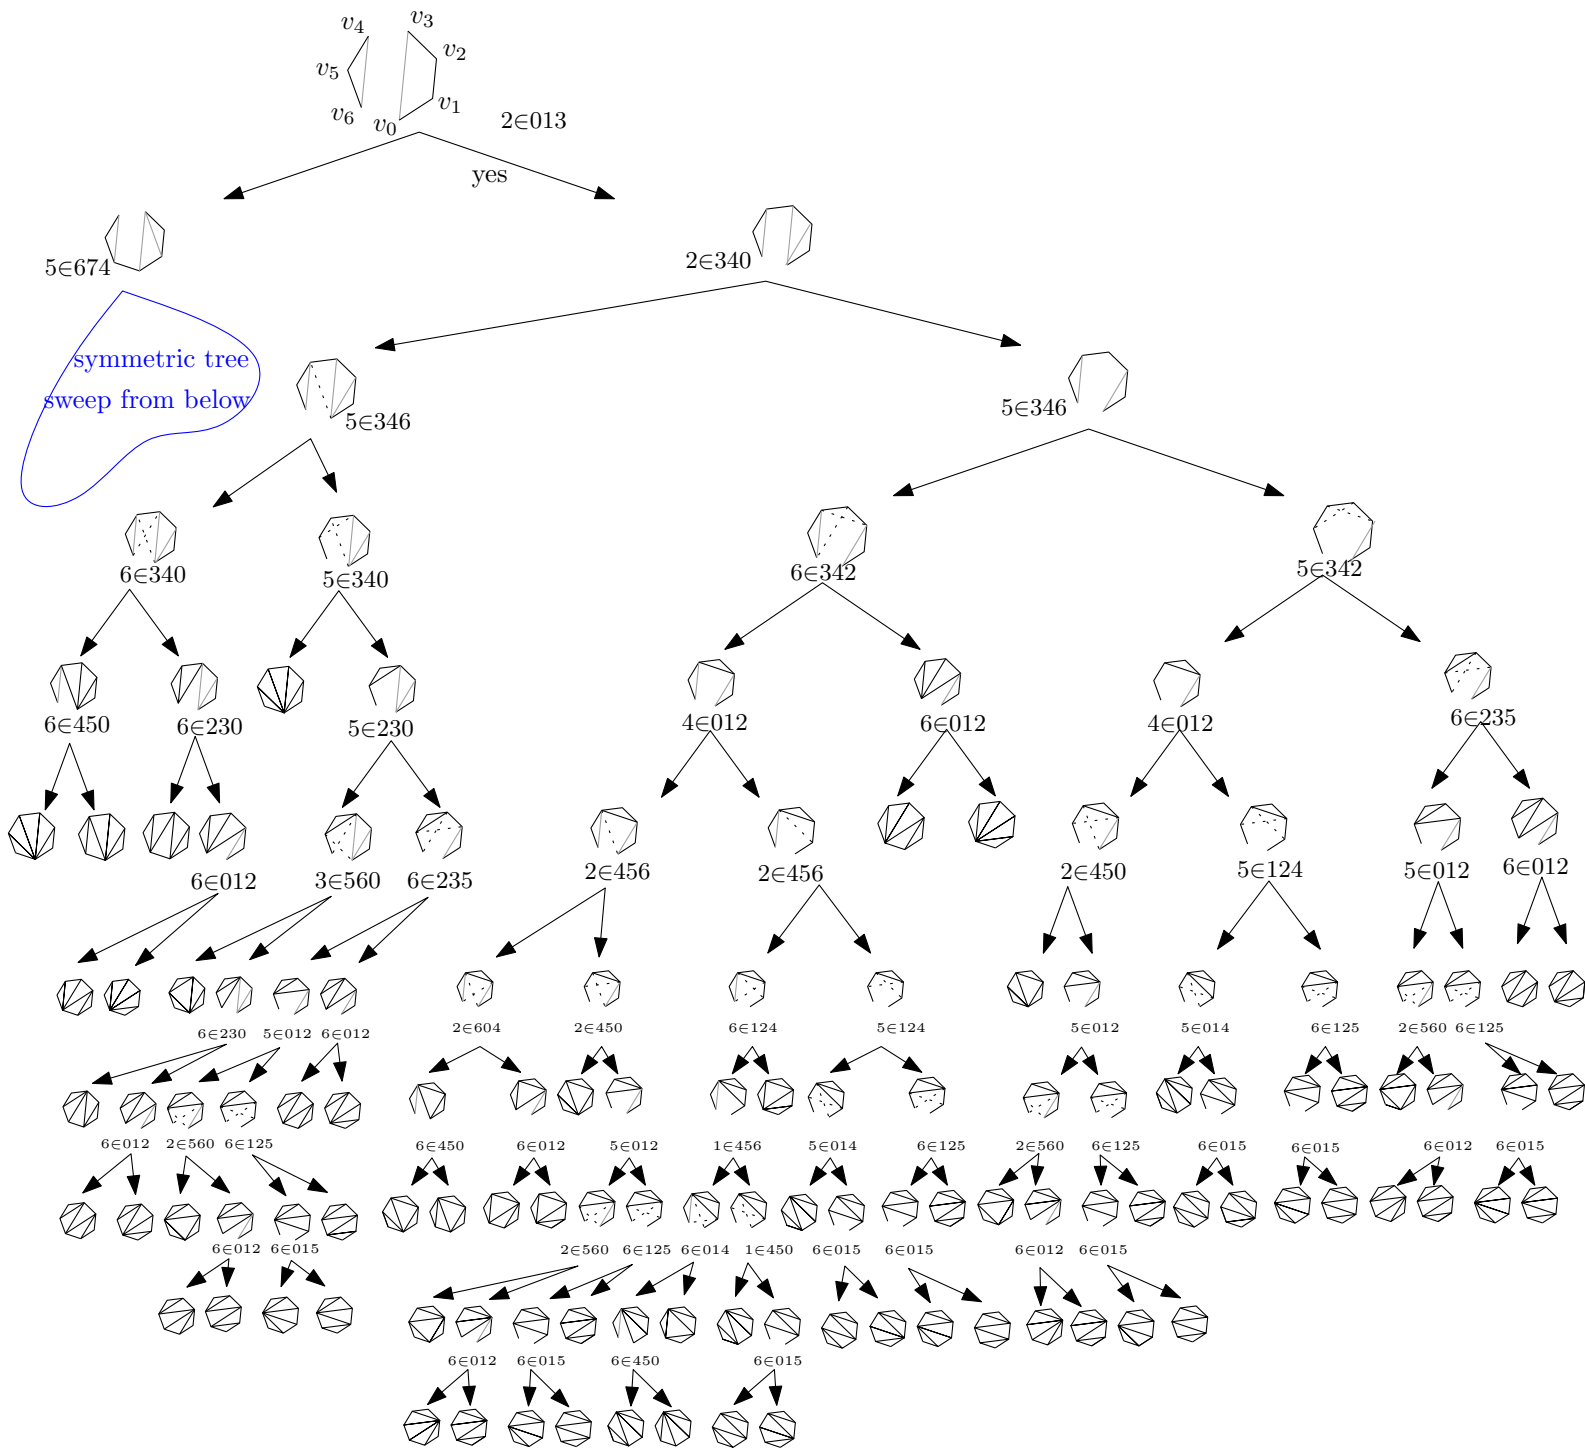 v4 v3
v5 v2
v6 v0 v1
2∈013
yes
5∈674 2∈340
symmetric tree
sweep from below
5∈346 5∈346
6∈340 5∈340 6∈342 5∈342
6∈450 6∈230 5∈230 4∈012 6∈012 4∈012 6∈235
6∈012 3∈560 6∈235 2∈456 2∈456 2∈450 5∈124 5∈012 6∈012
6∈230 5∈012 6∈012 2∈604 2∈450 6∈124 5∈124 5∈012 5∈014 6∈125 2∈560 6∈125
6∈012 2∈560 6∈125 6∈450 6∈012 5∈012 1∈456 5∈014 6∈125 2∈560 6∈125 6∈015 6∈015 6∈012 6∈015
6∈012 6∈015 2∈560 6∈125 6∈014 1∈450 6∈015 6∈015 6∈012 6∈015
6∈012 6∈015 6∈450 6∈015